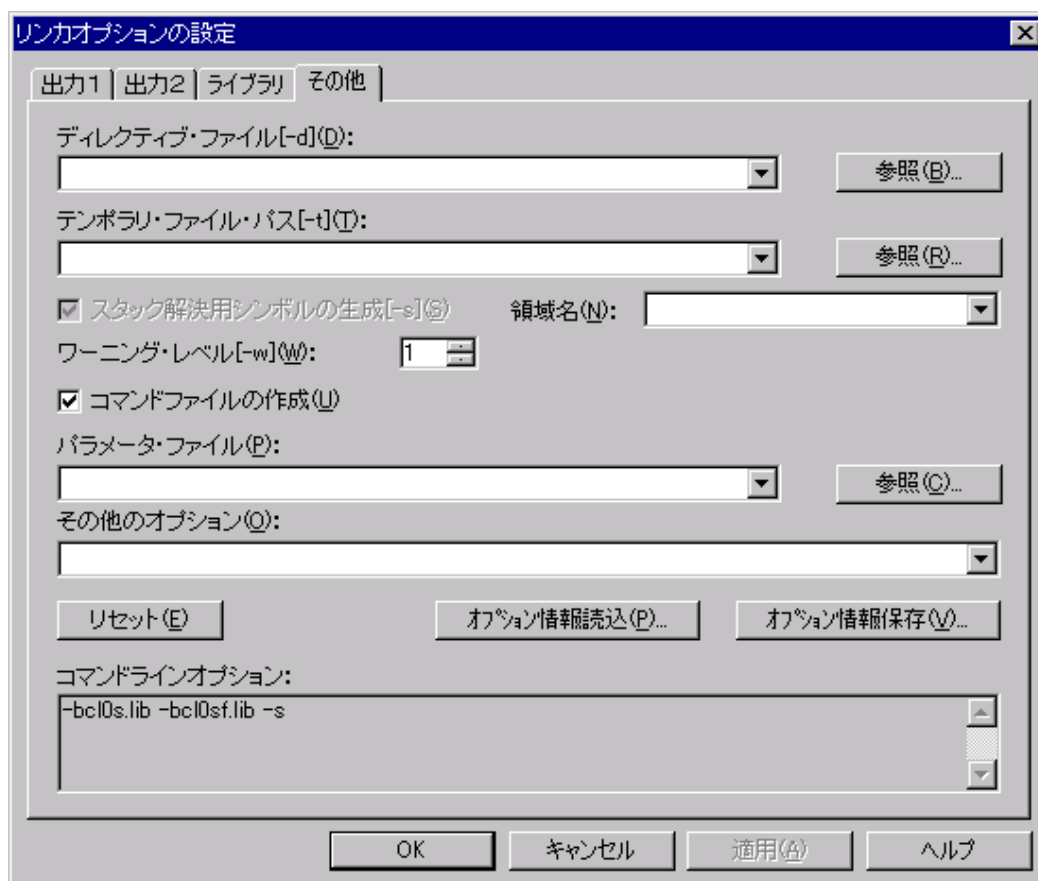 リンカオプションの設定
出力1 出力2 ライブラリ その他
ディレクティブ・ファイル[-d](D):
参照(B)...
テンポラリ・ファイル・パス[-t](T):
参照(R)...
スタック解決用シンボルの生成[-s](S) 領域名(N):
ワーニング・レベル[-w](W): 1
コマンドファイルの作成(U)
パラメータ・ファイル(P):
参照(C)...
その他のオプション(O):
リセット(E) オプション情報読込(P)... オプション情報保存(V)...
コマンドラインオプション:
-bcl0s.lib -bcl0sf.lib -s
OK キャンセル 適用(A) ヘルプ